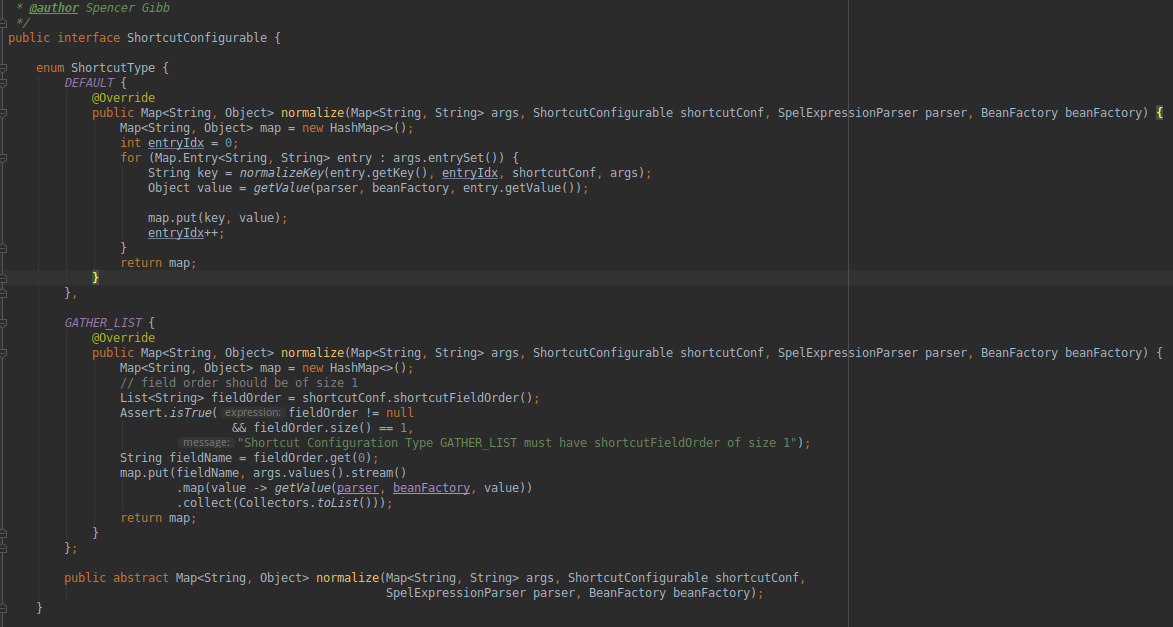 * @author Spencer Gibb
*/
public interface ShortcutConfigurable {
enum ShortcutType {
DEFAULT {
@Override
public Map<String, Object> normalize(Map<String, String> args, ShortcutConfigurable shortcutConf, SpelExpressionParser parser, BeanFactory beanFactory) {
Map<String, Object> map = new HashMap<>();
int entryIdx = 0;
for (Map.Entry<String, String> entry : args.entrySet()) {
String key = normalizeKey(entry.getKey(), entryIdx, shortcutConf, args);
Object value = getValue(parser, beanFactory, entry.getValue());
map.put(key, value);
entryIdx++;
}
return map;
}
},
GATHER_LIST {
@Override
public Map<String, Object> normalize(Map<String, String> args, ShortcutConfigurable shortcutConf, SpelExpressionParser parser, BeanFactory beanFactory) {
Map<String, Object> map = new HashMap<>();
// field order should be of size 1
List<String> fieldOrder = shortcutConf.shortcutFieldOrder();
Assert.isTrue( expression: fieldOrder != null
&& fieldOrder.size() == 1,
message: "Shortcut Configuration Type GATHER_LIST must have shortcutFieldOrder of size 1");
String fieldName = fieldOrder.get(0);
map.put(fieldName, args.values().stream()
.map(value -> getValue(parser, beanFactory, value))
.collect(Collectors.toList()));
return map;
}
};
public abstract Map<String, Object> normalize(Map<String, String> args, ShortcutConfigurable shortcutConf,
SpelExpressionParser parser, BeanFactory beanFactory);
}